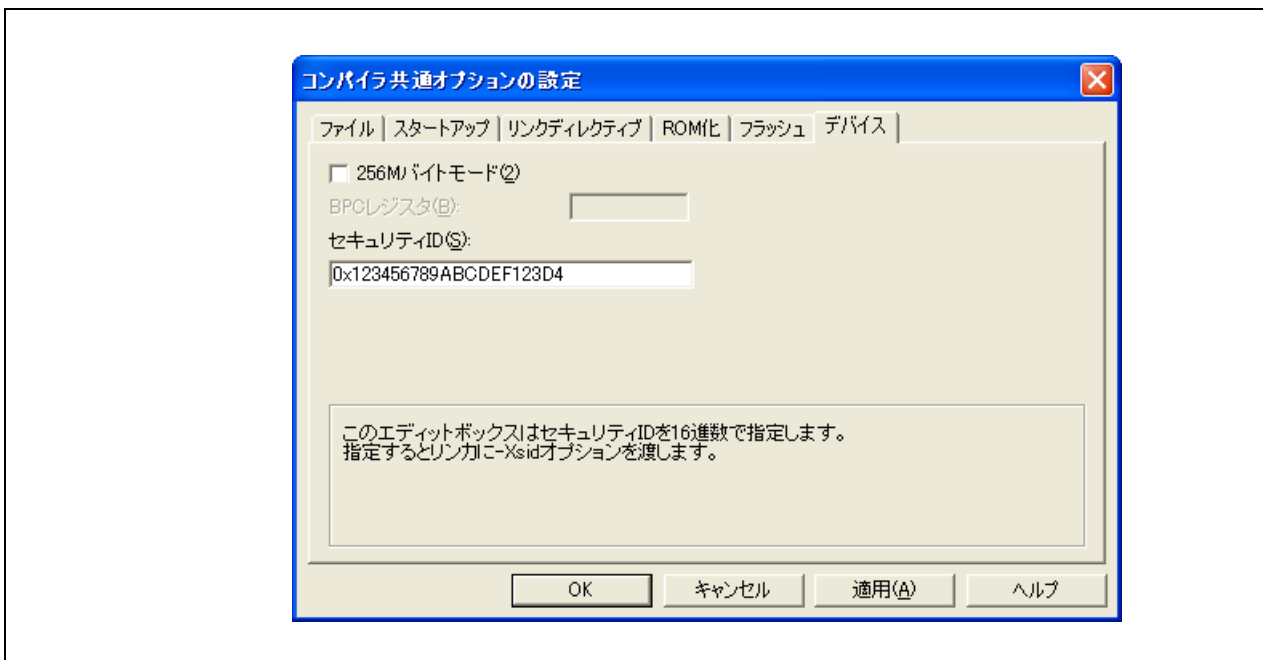 コンパイラ共通オプションの設定
ファイル スタートアップ リンクディレクティブ ROM化 フラッシュ デバイス
256Mバイトモード(2)
BPCレジスタ(B):
セキュリティID(S):
0x123456789ABCDEF123D4
このエディットボックスはセキュリティIDを16進数で指定します。
指定するとリンカに-Xsidオプションを渡します。
OK キャンセル 適用(A) ヘルプ